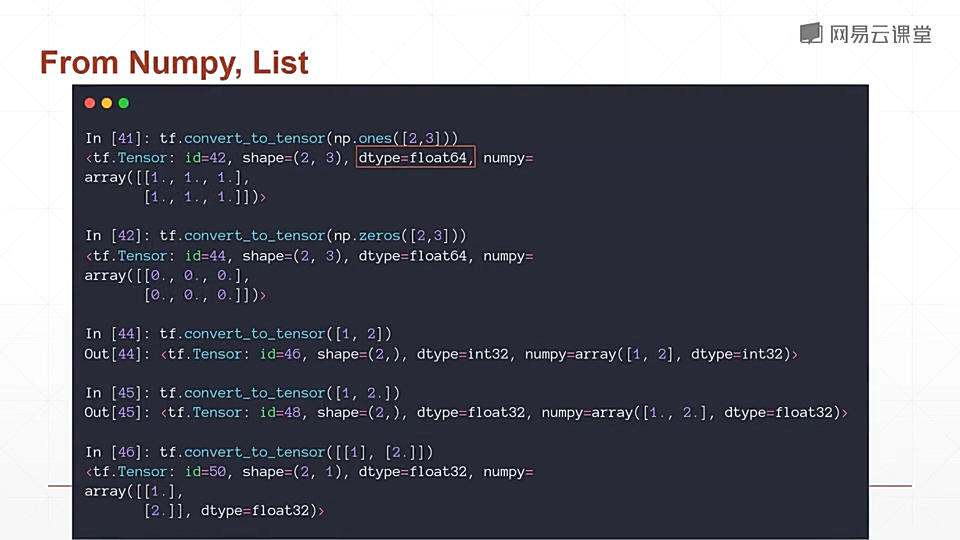 网易云课堂
From Numpy, List
In [41]: tf.convert_to_tensor(np.ones([2,3]))
<tf.Tensor: id=42, shape=(2, 3), dtype=float64, numpy=
array([[1., 1., 1.],
       [1., 1., 1.]])>
In [42]: tf.convert_to_tensor(np.zeros([2,3]))
<tf.Tensor: id=44, shape=(2, 3), dtype=float64, numpy=
array([[0., 0., 0.],
       [0., 0., 0.]])>
In [44]: tf.convert_to_tensor([1, 2])
Out[44]: <tf.Tensor: id=46, shape=(2,), dtype=int32, numpy=array([1, 2], dtype=int32)>
In [45]: tf.convert_to_tensor([1, 2.])
Out[45]: <tf.Tensor: id=48, shape=(2,), dtype=float32, numpy=array([1., 2.], dtype=float32)>
In [46]: tf.convert_to_tensor([[1], [2.]])
<tf.Tensor: id=50, shape=(2, 1), dtype=float32, numpy=
array([[1.],
       [2.]], dtype=float32)>